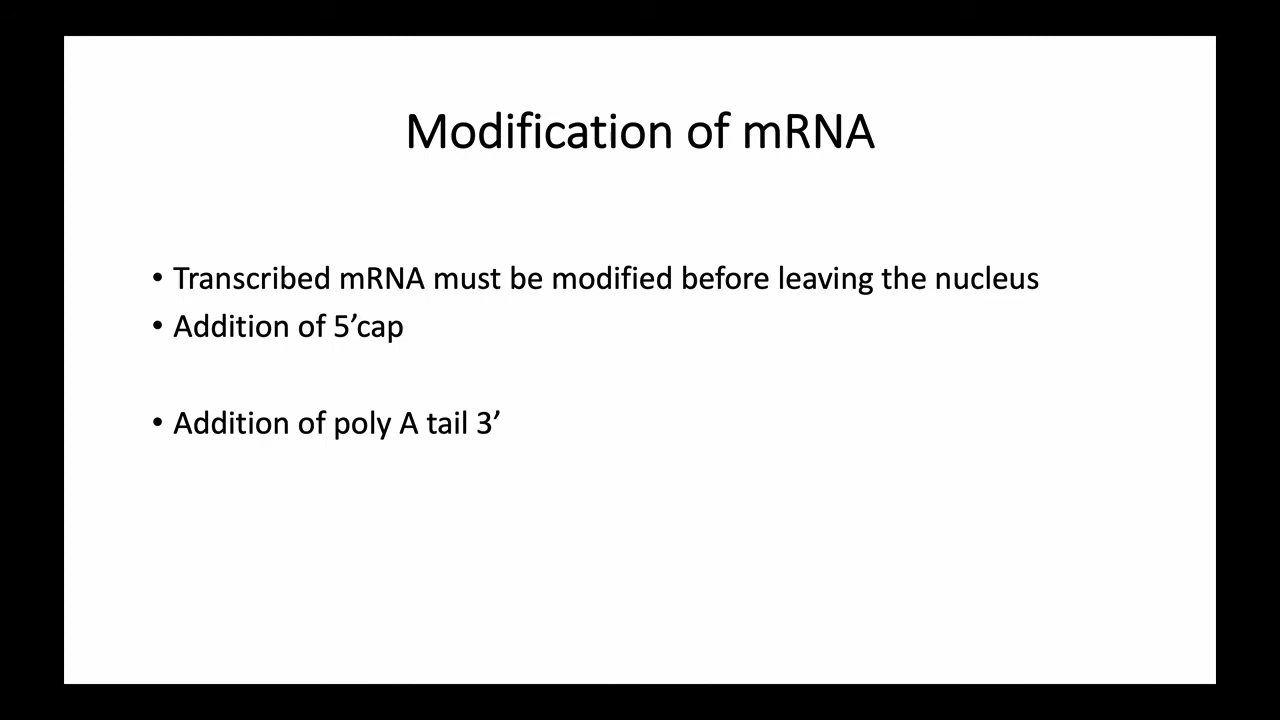 Modification of mRNA
• Transcribed mRNA must be modified before leaving the nucleus
• Addition of 5’cap
• Addition of poly A tail 3’